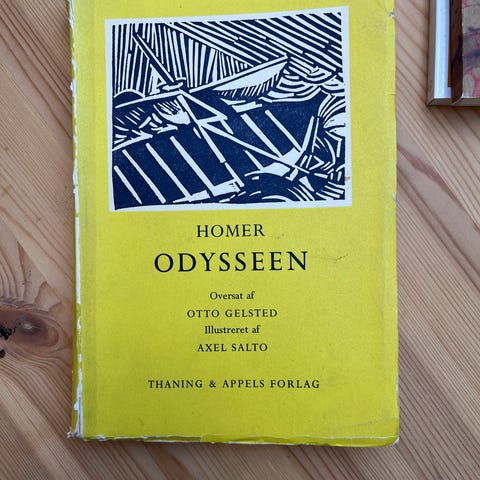 HOMER
ODYSSEEN
Oversat af
OTTO GELSTED
Illustreret af
AXEL SALTO
THANING & APPELS FORLAG